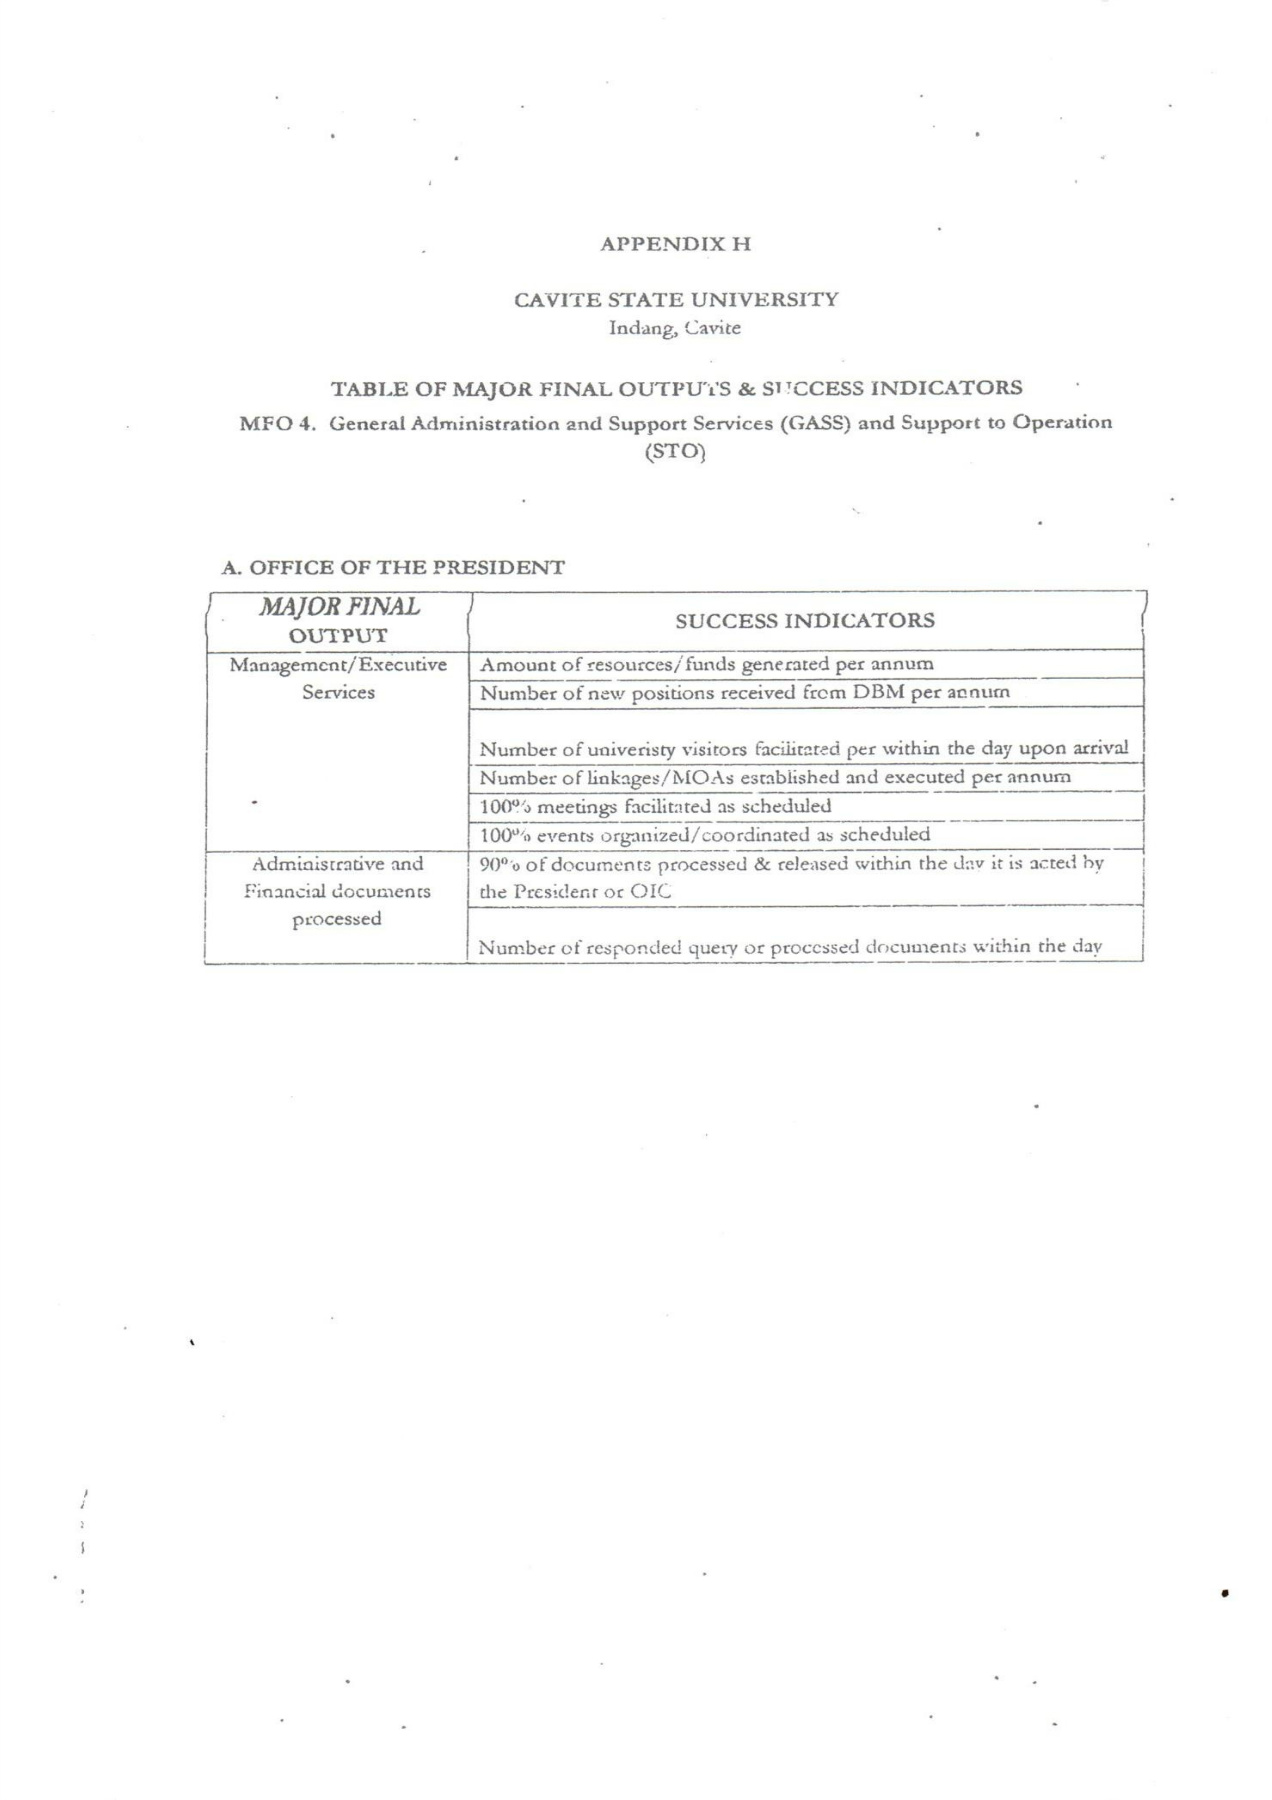 APPENDIX H
CAVITE STATE UNIVERSITY
Indang, Cavite
TABLE OF MAJOR FINAL OUTPUTS & SUCCESS INDICATORS
MFO 4. General Administration and Support Services (GASS) and Support to Operation
(STO)
A. OFFICE OF THE PRESIDENT
MAJOR FINAL
OUTPUT
SUCCESS INDICATORS
Management/Executive
Services
Amount of resources/funds generated per annum
Number of new positions received from DBM per annum
Number of univeristy visitors facilitated per within the day upon arrival
Number of linkages/MOAs established and executed per annum
100% meetings facilitated as scheduled
100% events organized/coordinated as scheduled
Administrative and
Financial documents
processed
90% of documents processed & released within the day it is acted by
the President or OIC
Number of responded query or processed documents within the day